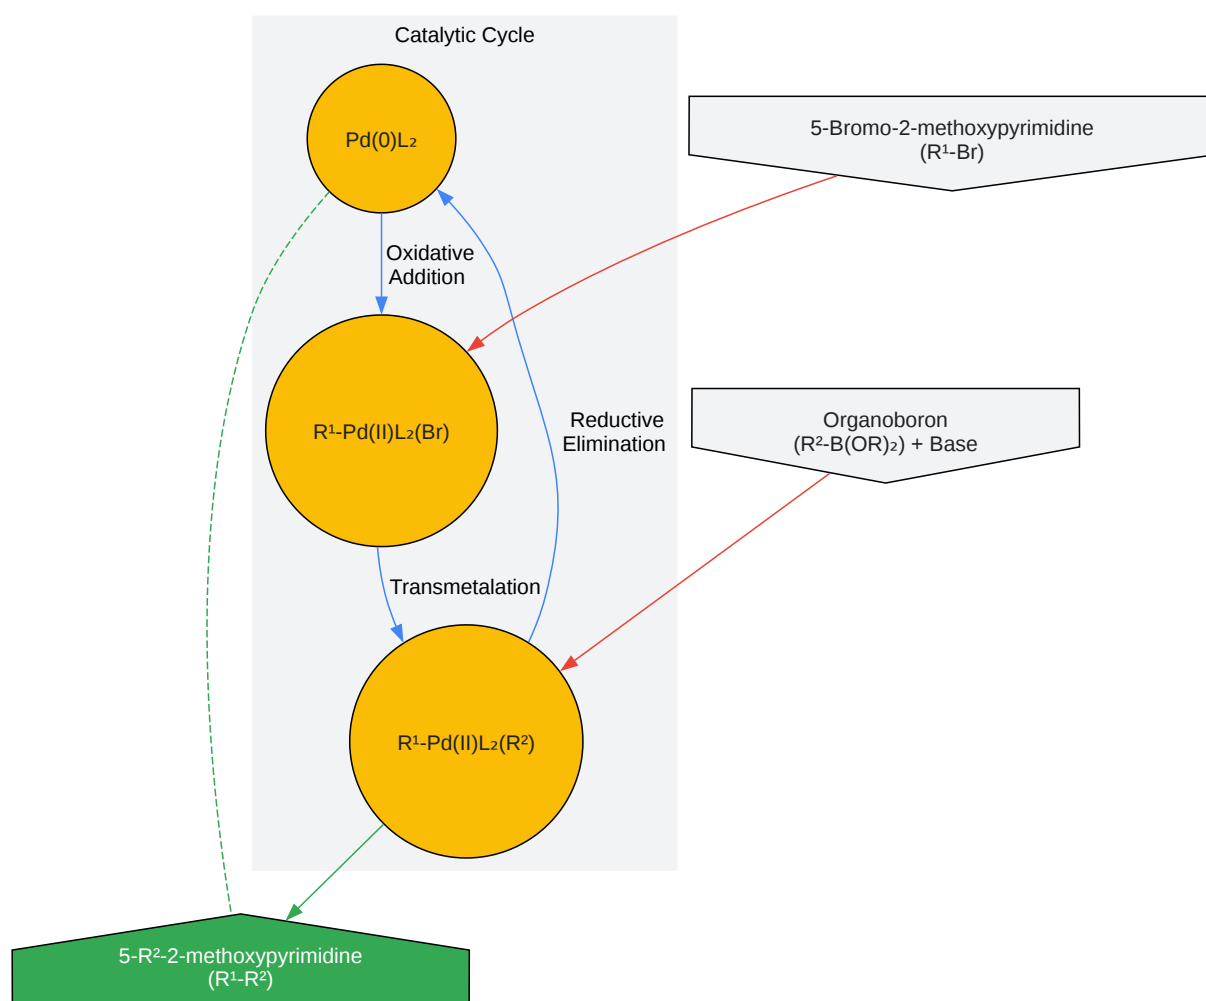 Catalytic Cycle
Pd(0)L₂
5-Bromo-2-methoxypyrimidine
(R¹-Br)
Oxidative
Addition
R¹-Pd(II)L₂(Br)
Reductive
Elimination
Organoboron
(R²-B(OR)₂) + Base
Transmetalation
R¹-Pd(II)L₂(R²)
5-R²-2-methoxypyrimidine
(R¹-R²)